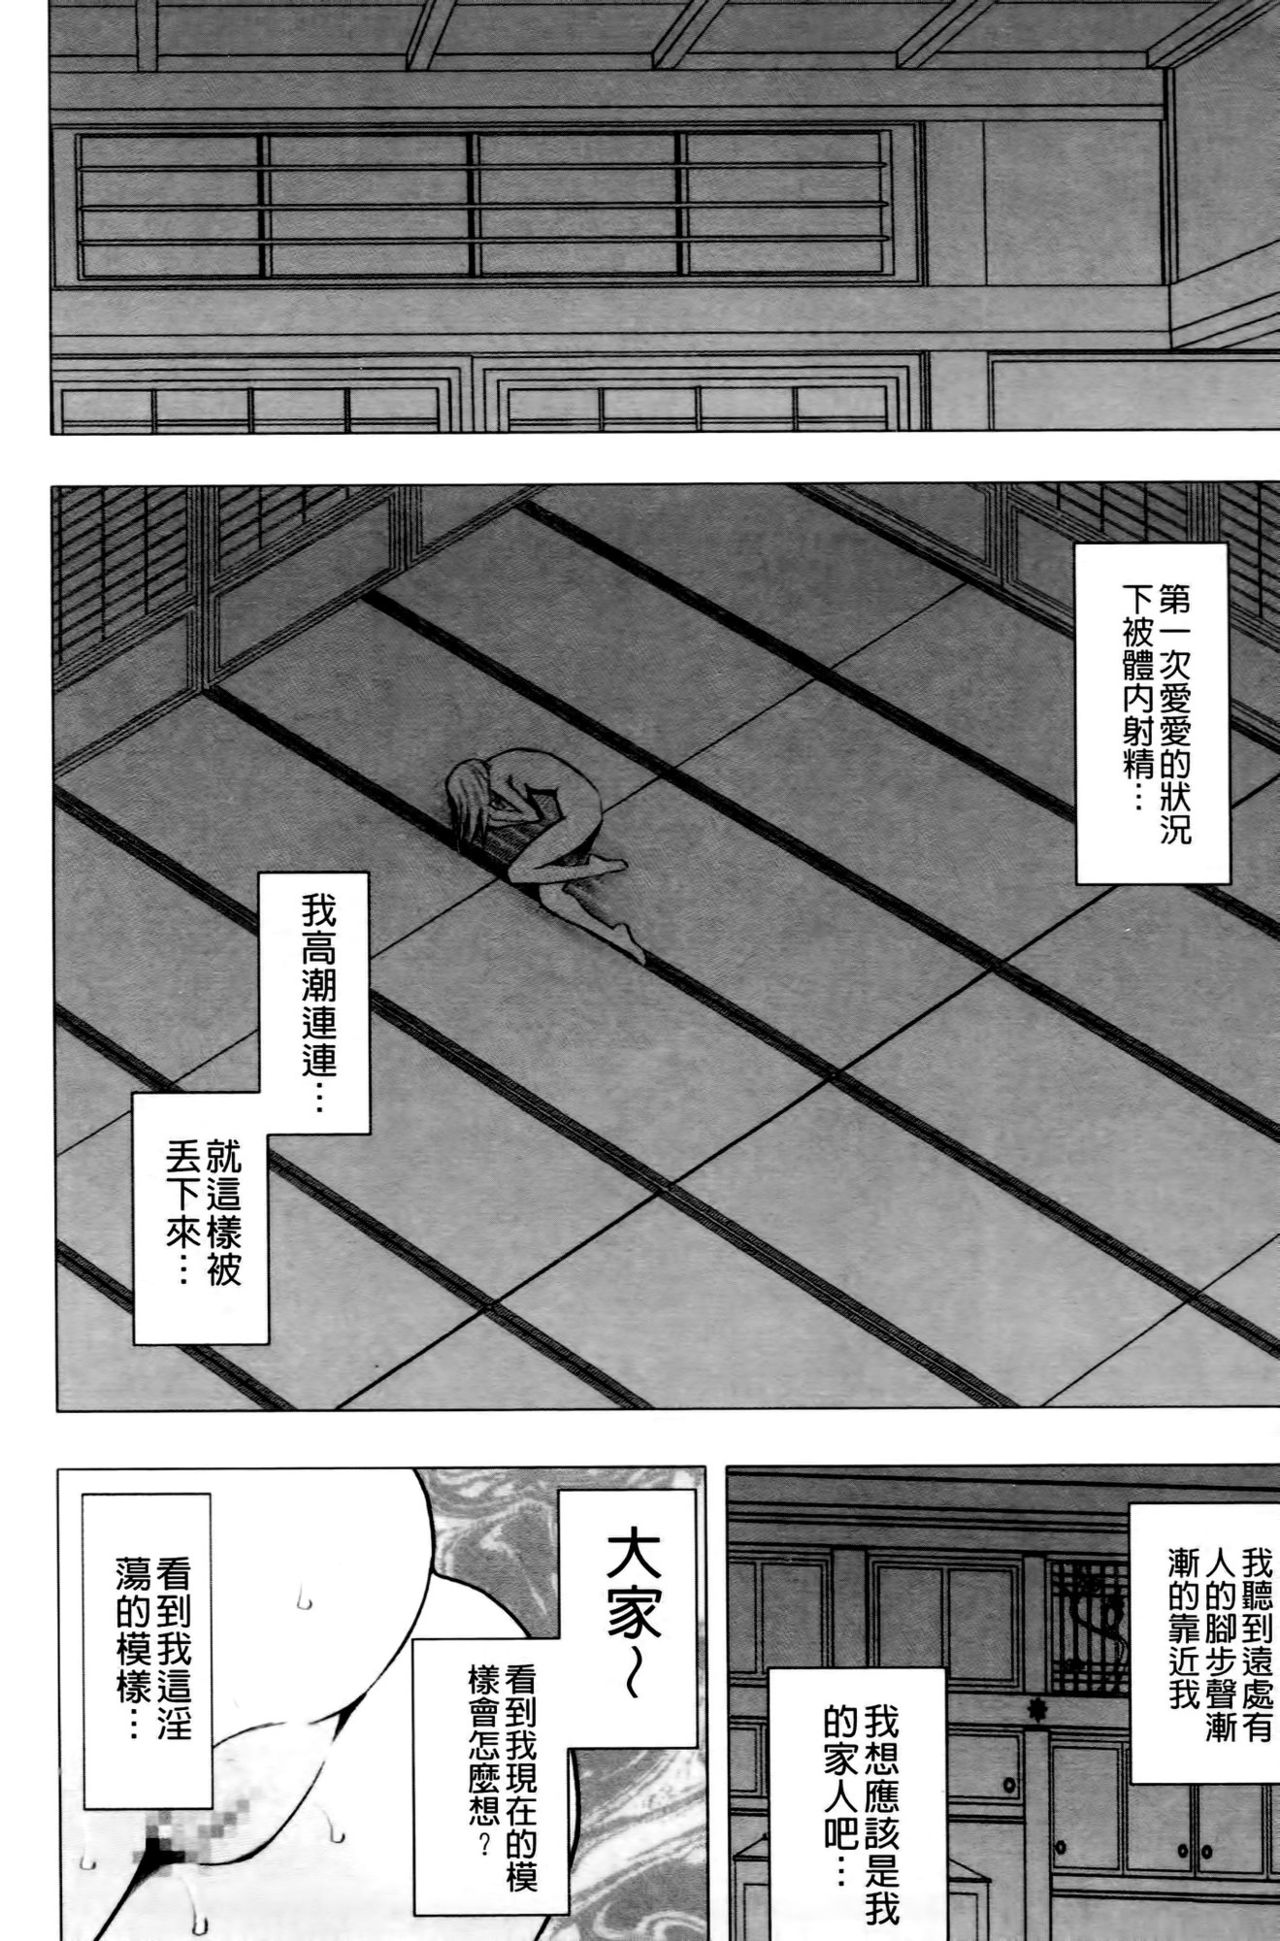 第一次愛愛的狀況
下被體內射精…
我高潮連連…
就這樣被
丟下來…
我聽到遠處有
人的腳步聲漸
漸的靠近我
我想應該是我
的家人吧…
大家～
看到我現在的模
樣會怎麼想？
看到我這淫
蕩的模樣…